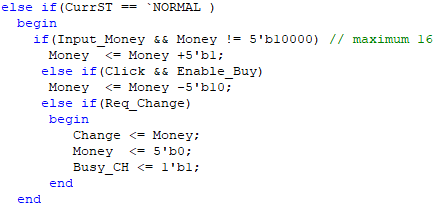 else if(CurrST == `NORMAL )
begin
if(Input_Money && Money != 5'b10000) // maximum 16
Money <= Money +5'b1;
else if(Click && Enable_Buy)
Money <= Money -5'b10;
else if(Req_Change)
begin
Change <= Money;
Money <= 5'b0;
Busy_CH <= 1'b1;
end
end